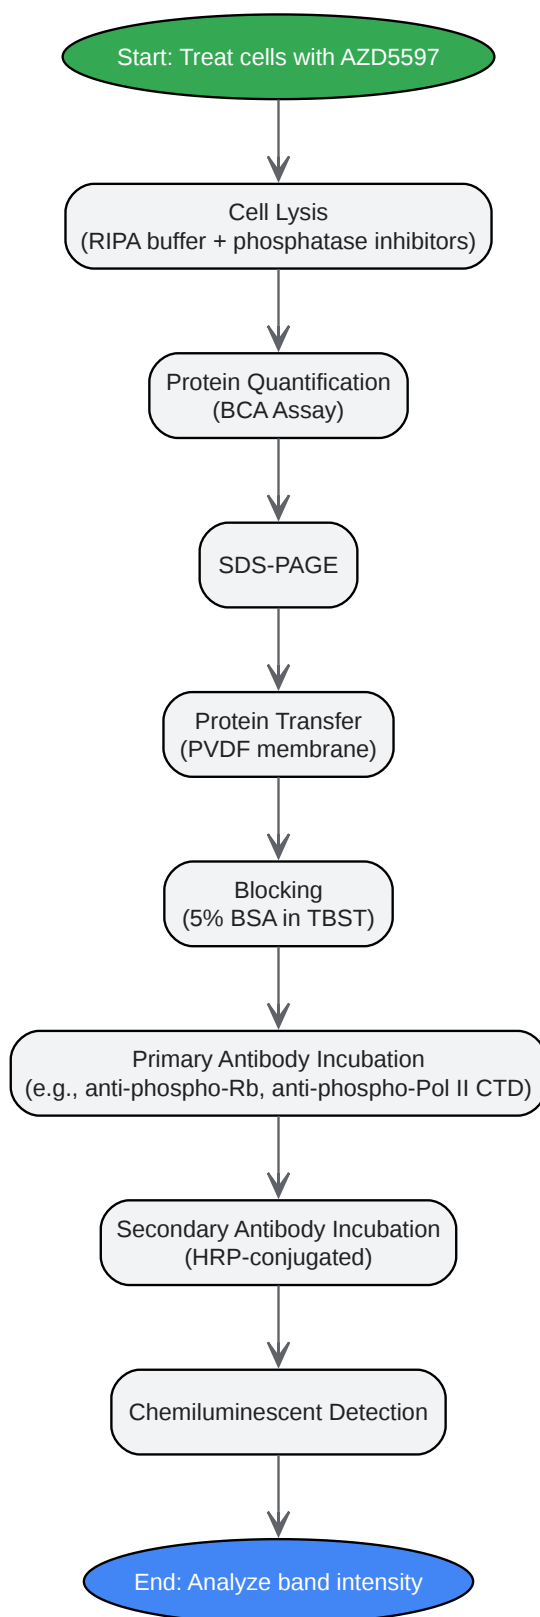 Start: Treat cells with AZD5597
Cell Lysis
(RIPA buffer + phosphatase inhibitors)
Protein Quantification
(BCA Assay)
SDS-PAGE
Protein Transfer
(PVDF membrane)
Blocking
(5% BSA in TBST)
Primary Antibody Incubation
(e.g., anti-phospho-Rb, anti-phospho-Pol II CTD)
Secondary Antibody Incubation
(HRP-conjugated)
Chemiluminescent Detection
End: Analyze band intensity